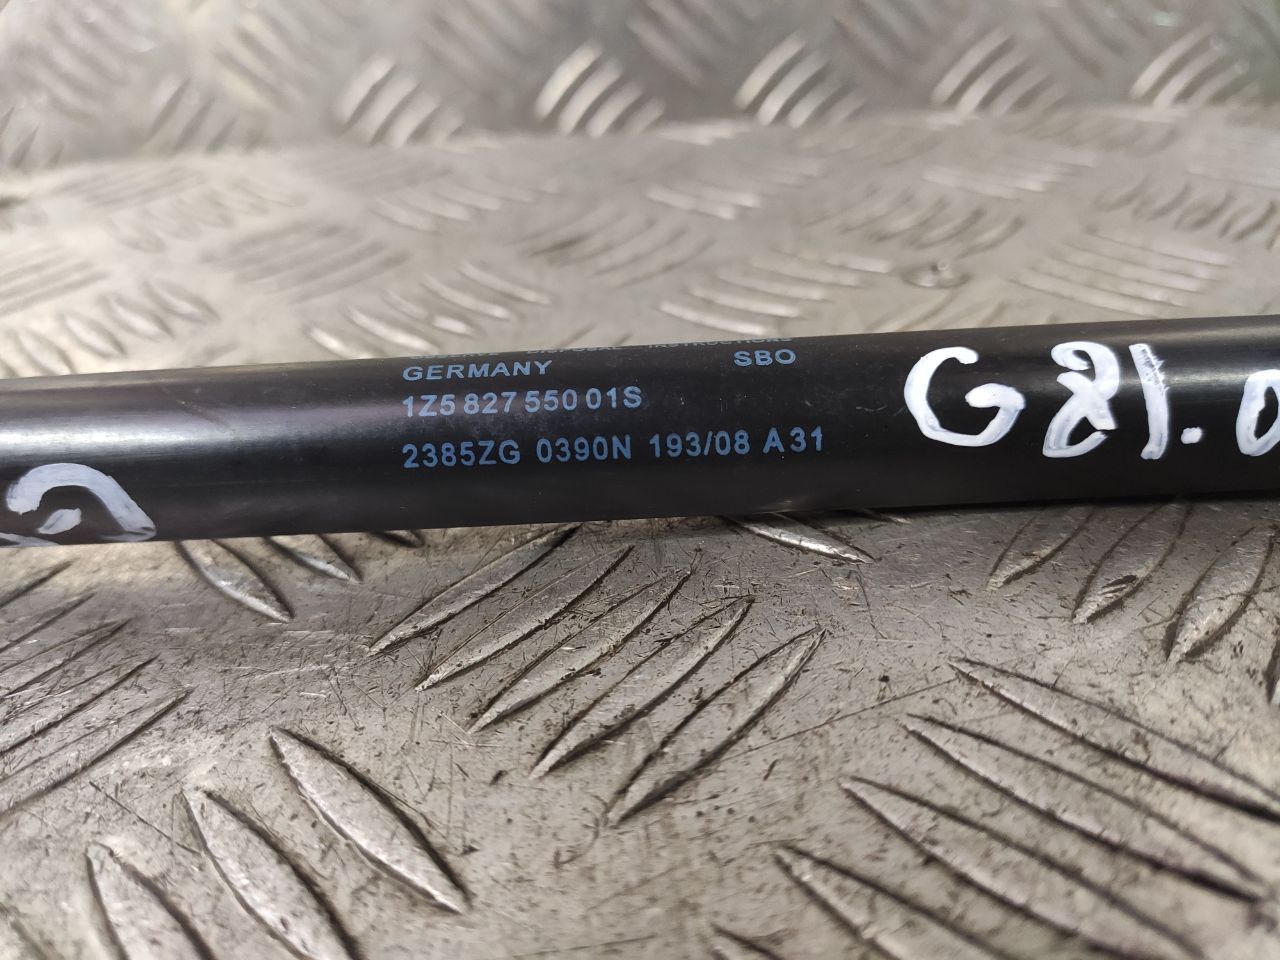 GERMANY SBO
1Z5 827 550 01S
2385ZG 0390N 193/08 A31
G81.0